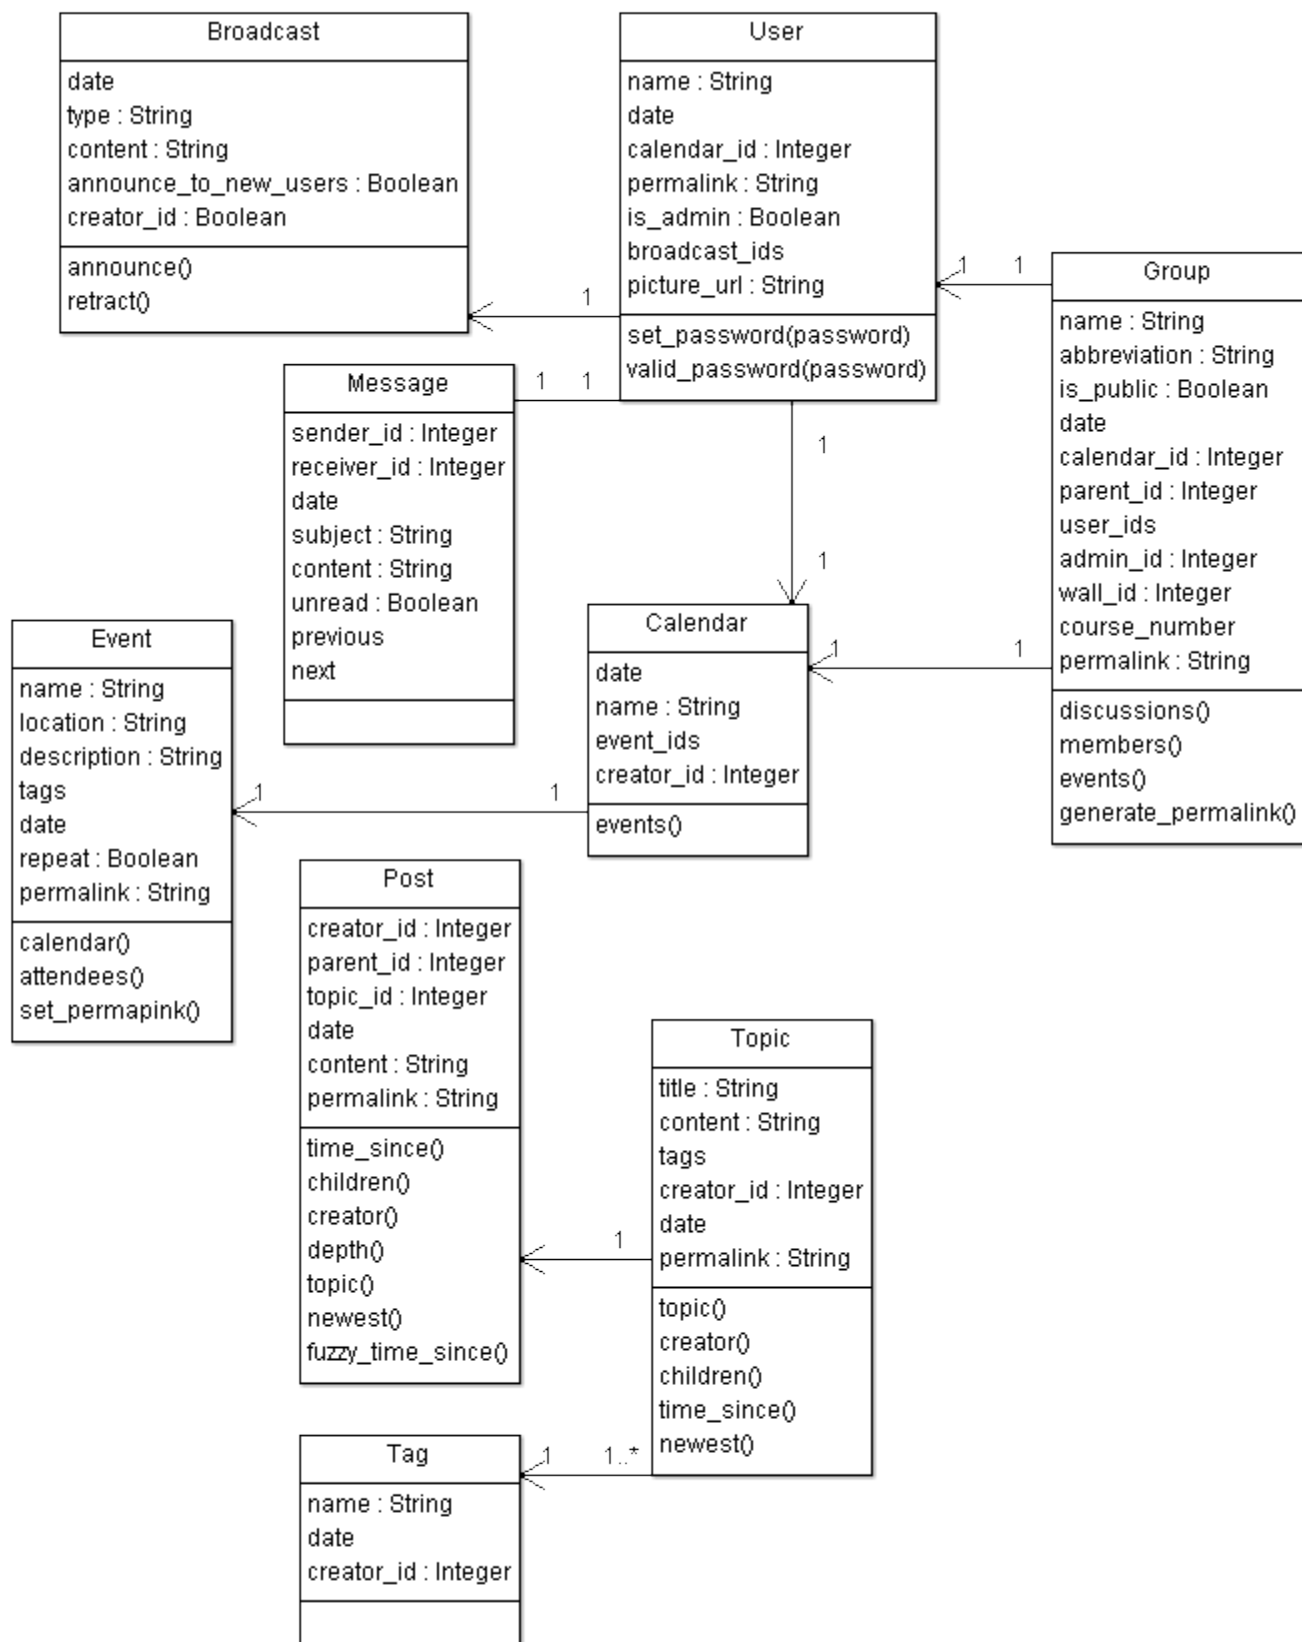 Broadcast
date
type : String
content : String
announce_to_new_users : Boolean
creator_id : Boolean
announce()
retract()
User
name : String
date
calendar_id : Integer
permalink : String
is_admin : Boolean
broadcast_ids
picture_url : String
set_password(password)
valid_password(password)
1
1
1
Group
name : String
abbreviation : String
is_public : Boolean
date
calendar_id : Integer
parent_id : Integer
user_ids
admin_id : Integer
wall_id : Integer
course_number
permalink : String
discussions()
members()
events()
generate_permalink()
Message
sender_id : Integer
receiver_id : Integer
date
subject : String
content : String
unread : Boolean
previous
next
1
1
1
1
Calendar
date
name : String
event_ids
creator_id : Integer
events()
1
1
Event
name : String
location : String
description : String
tags
date
repeat : Boolean
permalink : String
calendar()
attendees()
set_permapink()
1
1
Post
creator_id : Integer
parent_id : Integer
topic_id : Integer
date
content : String
permalink : String
time_since()
children()
creator()
depth()
topic()
newest()
fuzzy_time_since()
Topic
title : String
content : String
tags
creator_id : Integer
date
permalink : String
topic()
creator()
children()
time_since()
newest()
1
Tag
name : String
date
creator_id : Integer
1
1..*